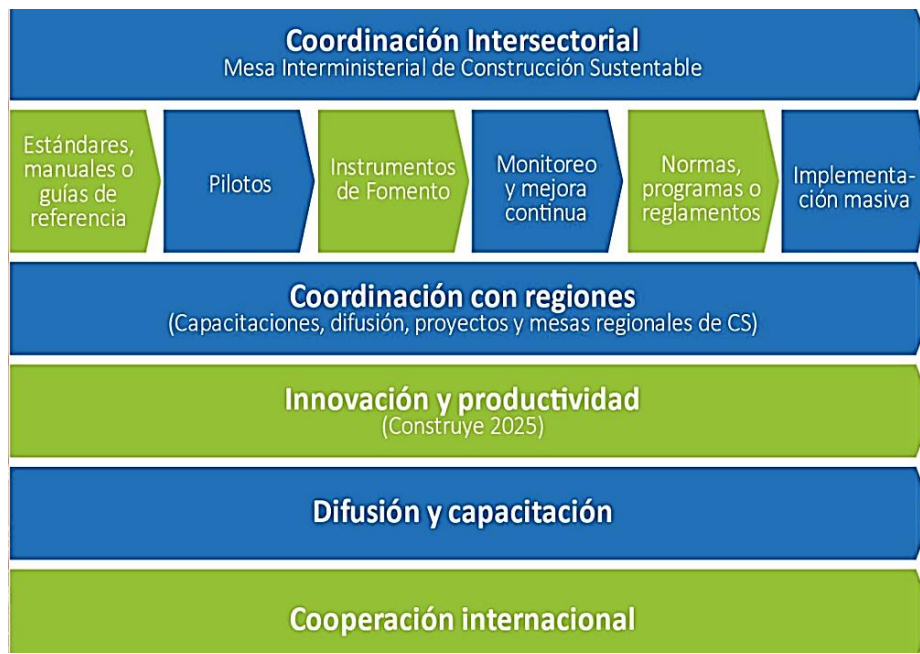 Coordinación Intersectorial
Mesa Interministerial de Construcción Sustentable
Estándares,
manuales o
guías de
referencia
Pilotos
Instrumentos
de Fomento
Monitoreo
y mejora
continua
Normas,
programas o
reglamentos
Implementa-
ción masiva
Coordinación con regiones
(Capacitaciones, difusión, proyectos y mesas regionales de CS)
Innovación y productividad
(Construye 2025)
Difusión y capacitación
Cooperación internacional